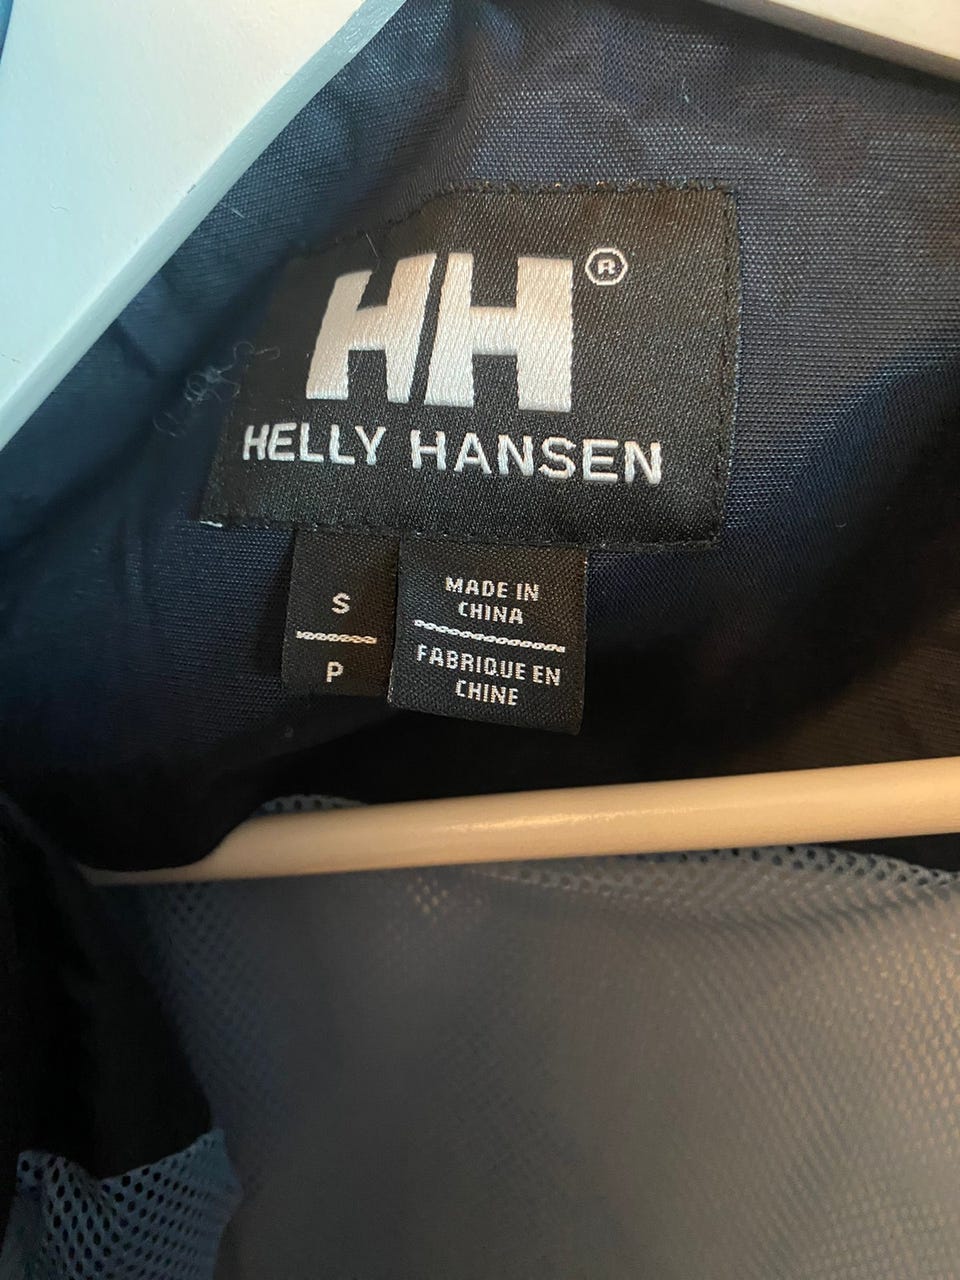 HH®
HELLY HANSEN
S
P
MADE IN
CHINA
FABRIQUE EN
CHINE